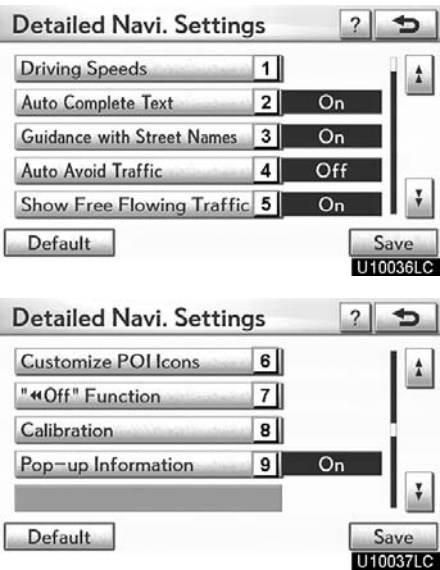 Detailed Navi. Settings ?
Driving Speeds 1
Auto Complete Text 2 On
Guidance with Street Names 3 On
Auto Avoid Traffic 4 Off
Show Free Flowing Traffic 5 On
Default Save
U10036LC
Detailed Navi. Settings ?
Customize POI Icons 6
"◀◀Off" Function 7
Calibration 8
Pop-up Information 9 On
Default Save
U10037LC